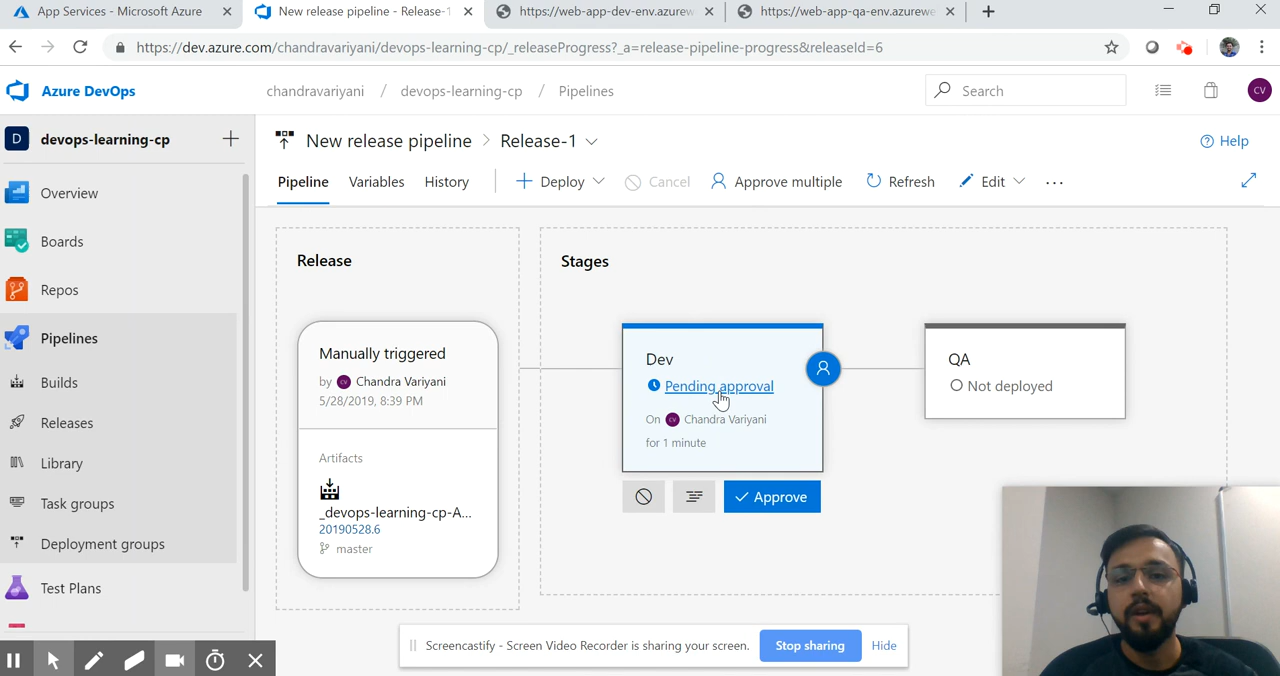 App Services - Microsoft Azure
New release pipeline - Release-1
https://web-app-dev-env.azurew
https://web-app-qa-env.azurewe
https://dev.azure.com/chandravariyani/devops-learning-cp/_releaseProgress?_a=release-pipeline-progress&releaseId=6
Azure DevOps
chandravariyani / devops-learning-cp / Pipelines
Search
CV
D devops-learning-cp
New release pipeline > Release-1
Help
Pipeline Variables History
Deploy Cancel Approve multiple Refresh Edit
Overview
Boards
Repos
Pipelines
Builds
Releases
Library
Task groups
Deployment groups
Test Plans
Release
Manually triggered
by CV Chandra Variyani
5/28/2019, 8:39 PM
Artifacts
_devops-learning-cp-A...
20190528.6
master
Stages
Dev
Pending approval
On CV Chandra Variyani
for 1 minute
Approve
QA
Not deployed
Screencastify - Screen Video Recorder is sharing your screen.
Stop sharing
Hide